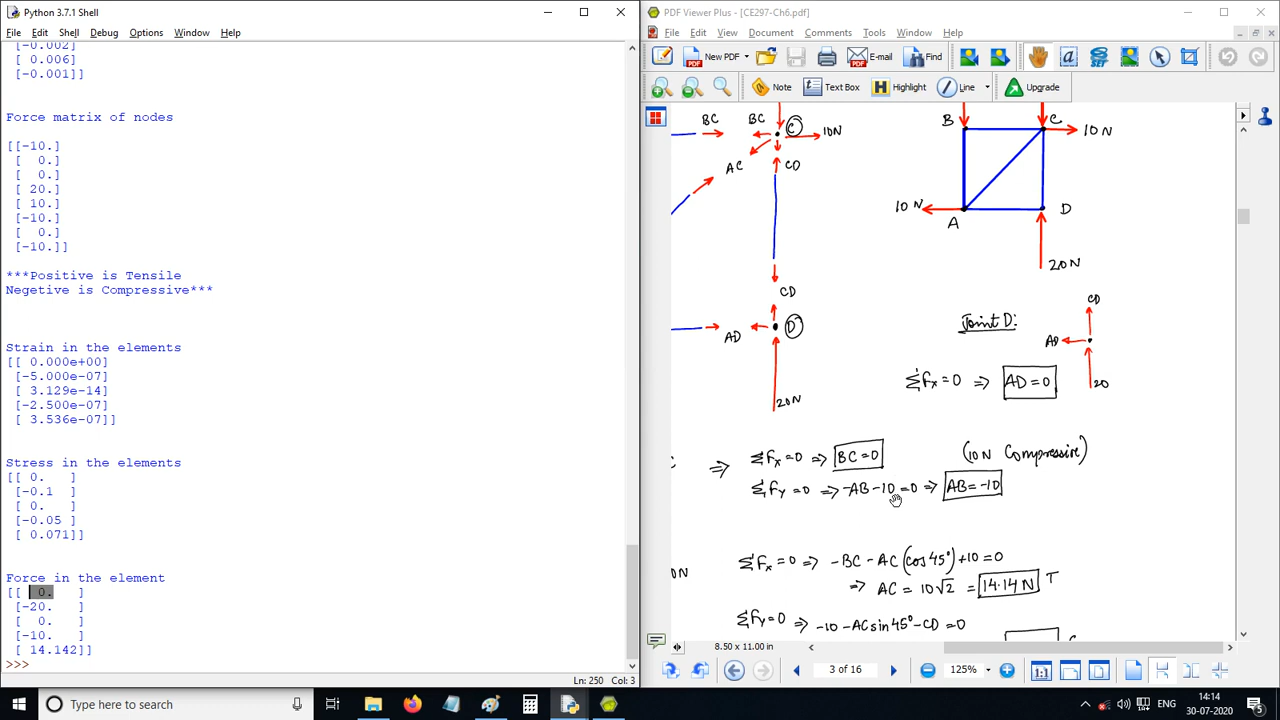 Python 3.7.1 Shell
File Edit Shell Debug Options Window Help
[-0.002]
[ 0.006]
[-0.001]]
Force matrix of nodes
[[-10.]
[ 0.]
[ 0.]
[ 20.]
[ 10.]
[-10.]
[ 0.]
[-10.]]
***Positive is Tensile
Negetive is Compressive***
Strain in the elements
[[ 0.000e+00]
[-5.000e-07]
[ 3.129e-14]
[-2.500e-07]
[ 3.536e-07]]
Stress in the elements
[[ 0. ]
[-0.1 ]
[ 0. ]
[-0.05 ]
[ 0.071]]
Force in the element
[[ 0. ]
[-20. ]
[ 0. ]
[-10. ]
[ 14.142]]
>>>
Ln: 250 Col: 3
PDF Viewer Plus - [CE297-Ch6.pdf]
File Edit View Document Comments Tools Window Help
New PDF E-mail Find
Note Text Box Highlight Line Upgrade
BC BC C 10N
AC CD
CD
AD D
20N
B C 10 N
10 N
A D
20 N
Joint D:
CD
AD
20
ΣFx=0 ⇒ AD=0
⇒ ΣFx=0 ⇒ BC=0 (10N Compressive)
ΣFy=0 ⇒ -AB-10=0 ⇒ AB=-10
ΣFx=0 ⇒ -BC-AC(cos45°)+10=0
⇒ AC = 10√2 = 14.14N T
ΣFy=0 ⇒ -10-ACsin45°-CD=0
8.50 x 11.00 in
3 of 16
125%
1:1
Type here to search
ENG
14:14
30-07-2020
5